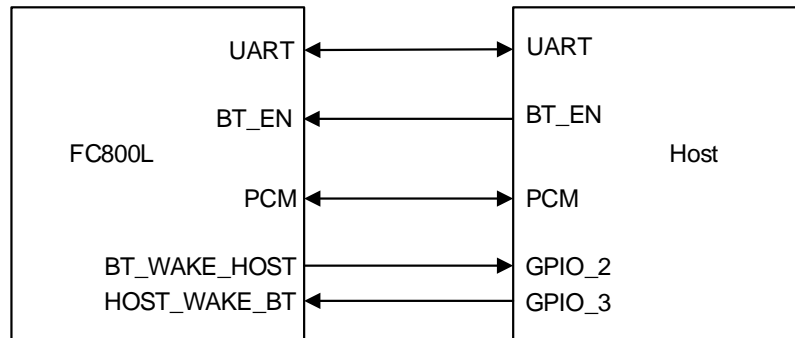 UART UART
BT_EN BT_EN
FC800L Host
PCM PCM
BT_WAKE_HOST GPIO_2
HOST_WAKE_BT GPIO_3